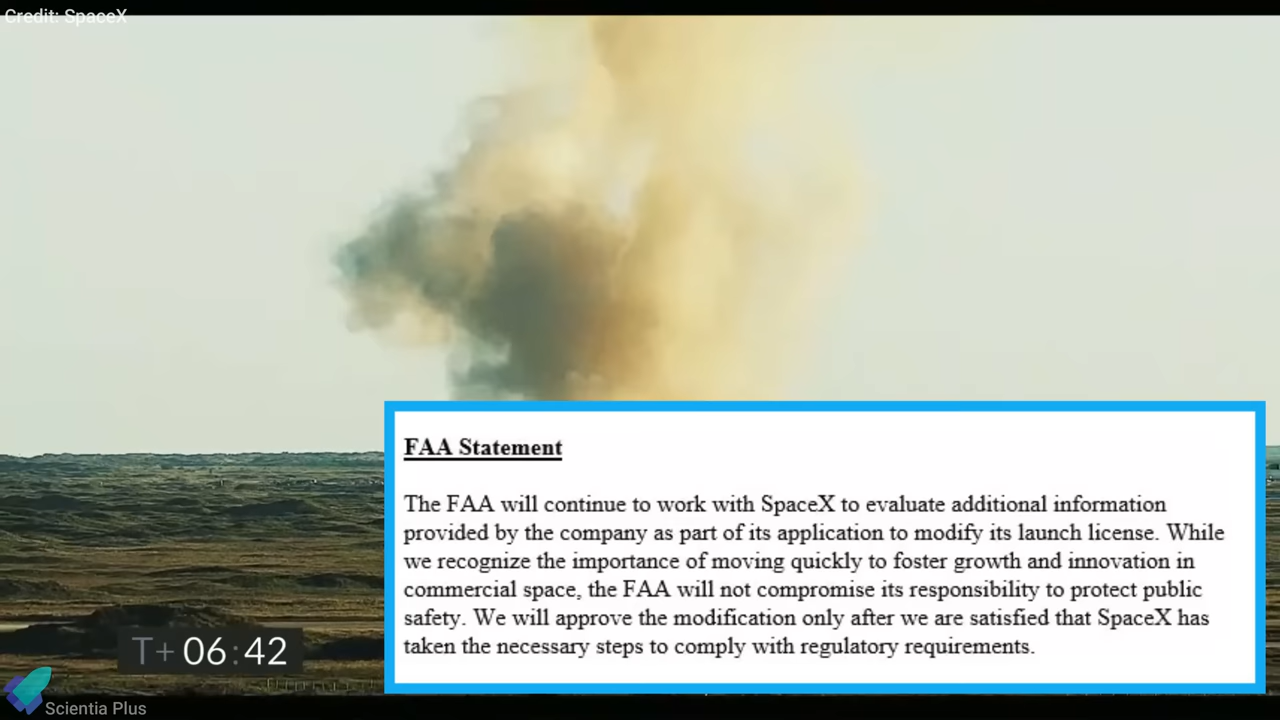 Credit: SpaceX
FAA Statement
The FAA will continue to work with SpaceX to evaluate additional information
provided by the company as part of its application to modify its launch license. While
we recognize the importance of moving quickly to foster growth and innovation in
commercial space, the FAA will not compromise its responsibility to protect public
safety. We will approve the modification only after we are satisfied that SpaceX has
taken the necessary steps to comply with regulatory requirements.
T+ 06:42
Scientia Plus